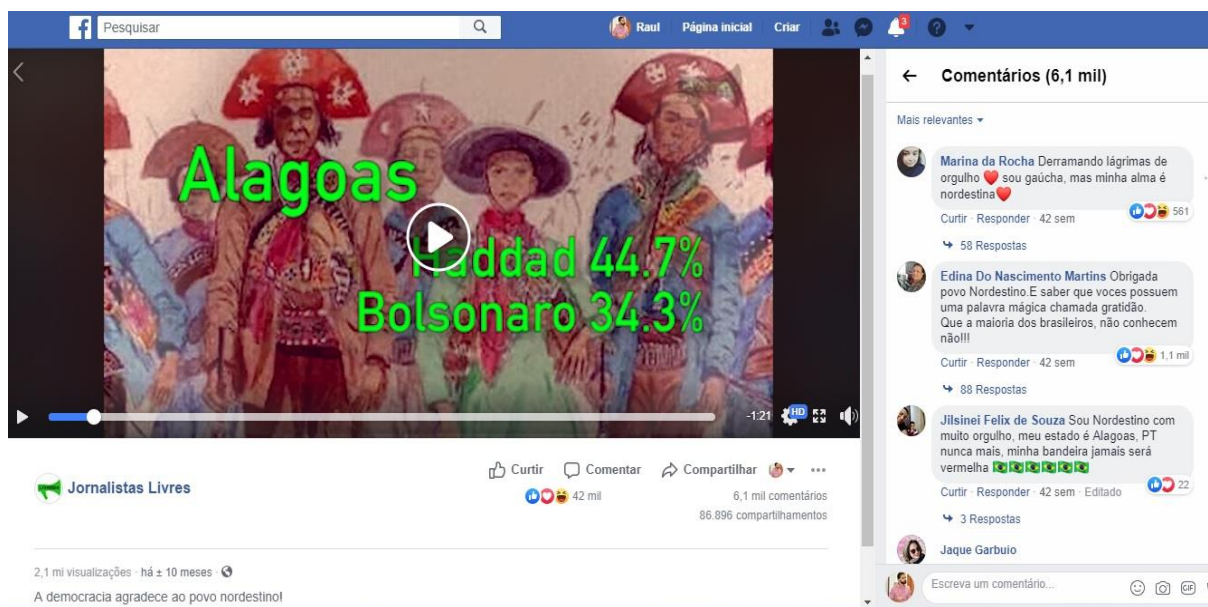 Pesquisar
Raul Página inicial Criar 3
Alagoas
Haddad 44.7%
Bolsonaro 34.3%
-1:21 HD
Jornalistas Livres
Curtir Comentar Compartilhar
42 mil
6,1 mil comentários
86.896 compartilhamentos
2,1 mi visualizações · há ± 10 meses ·
A democracia agradece ao povo nordestino!
Comentários (6,1 mil)
Mais relevantes
Marina da Rocha Derramando lágrimas de
orgulho ❤ sou gaúcha, mas minha alma é
nordestina❤
561
Curtir · Responder · 42 sem
58 Respostas
Edina Do Nascimento Martins Obrigada
povo Nordestino.E saber que voces possuem
uma palavra mágica chamada gratidão.
Que a maioria dos brasileiros, não conhecem
não!!!
1,1 mil
Curtir · Responder · 42 sem
88 Respostas
Jilsinei Felix de Souza Sou Nordestino com
muito orgulho, meu estado é Alagoas, PT
nunca mais, minha bandeira jamais será
vermelha 🇧🇷🇧🇷🇧🇷🇧🇷🇧🇷🇧🇷
22
Curtir · Responder · 42 sem · Editado
3 Respostas
Jaque Garbuio
Escreva um comentário...
GIF